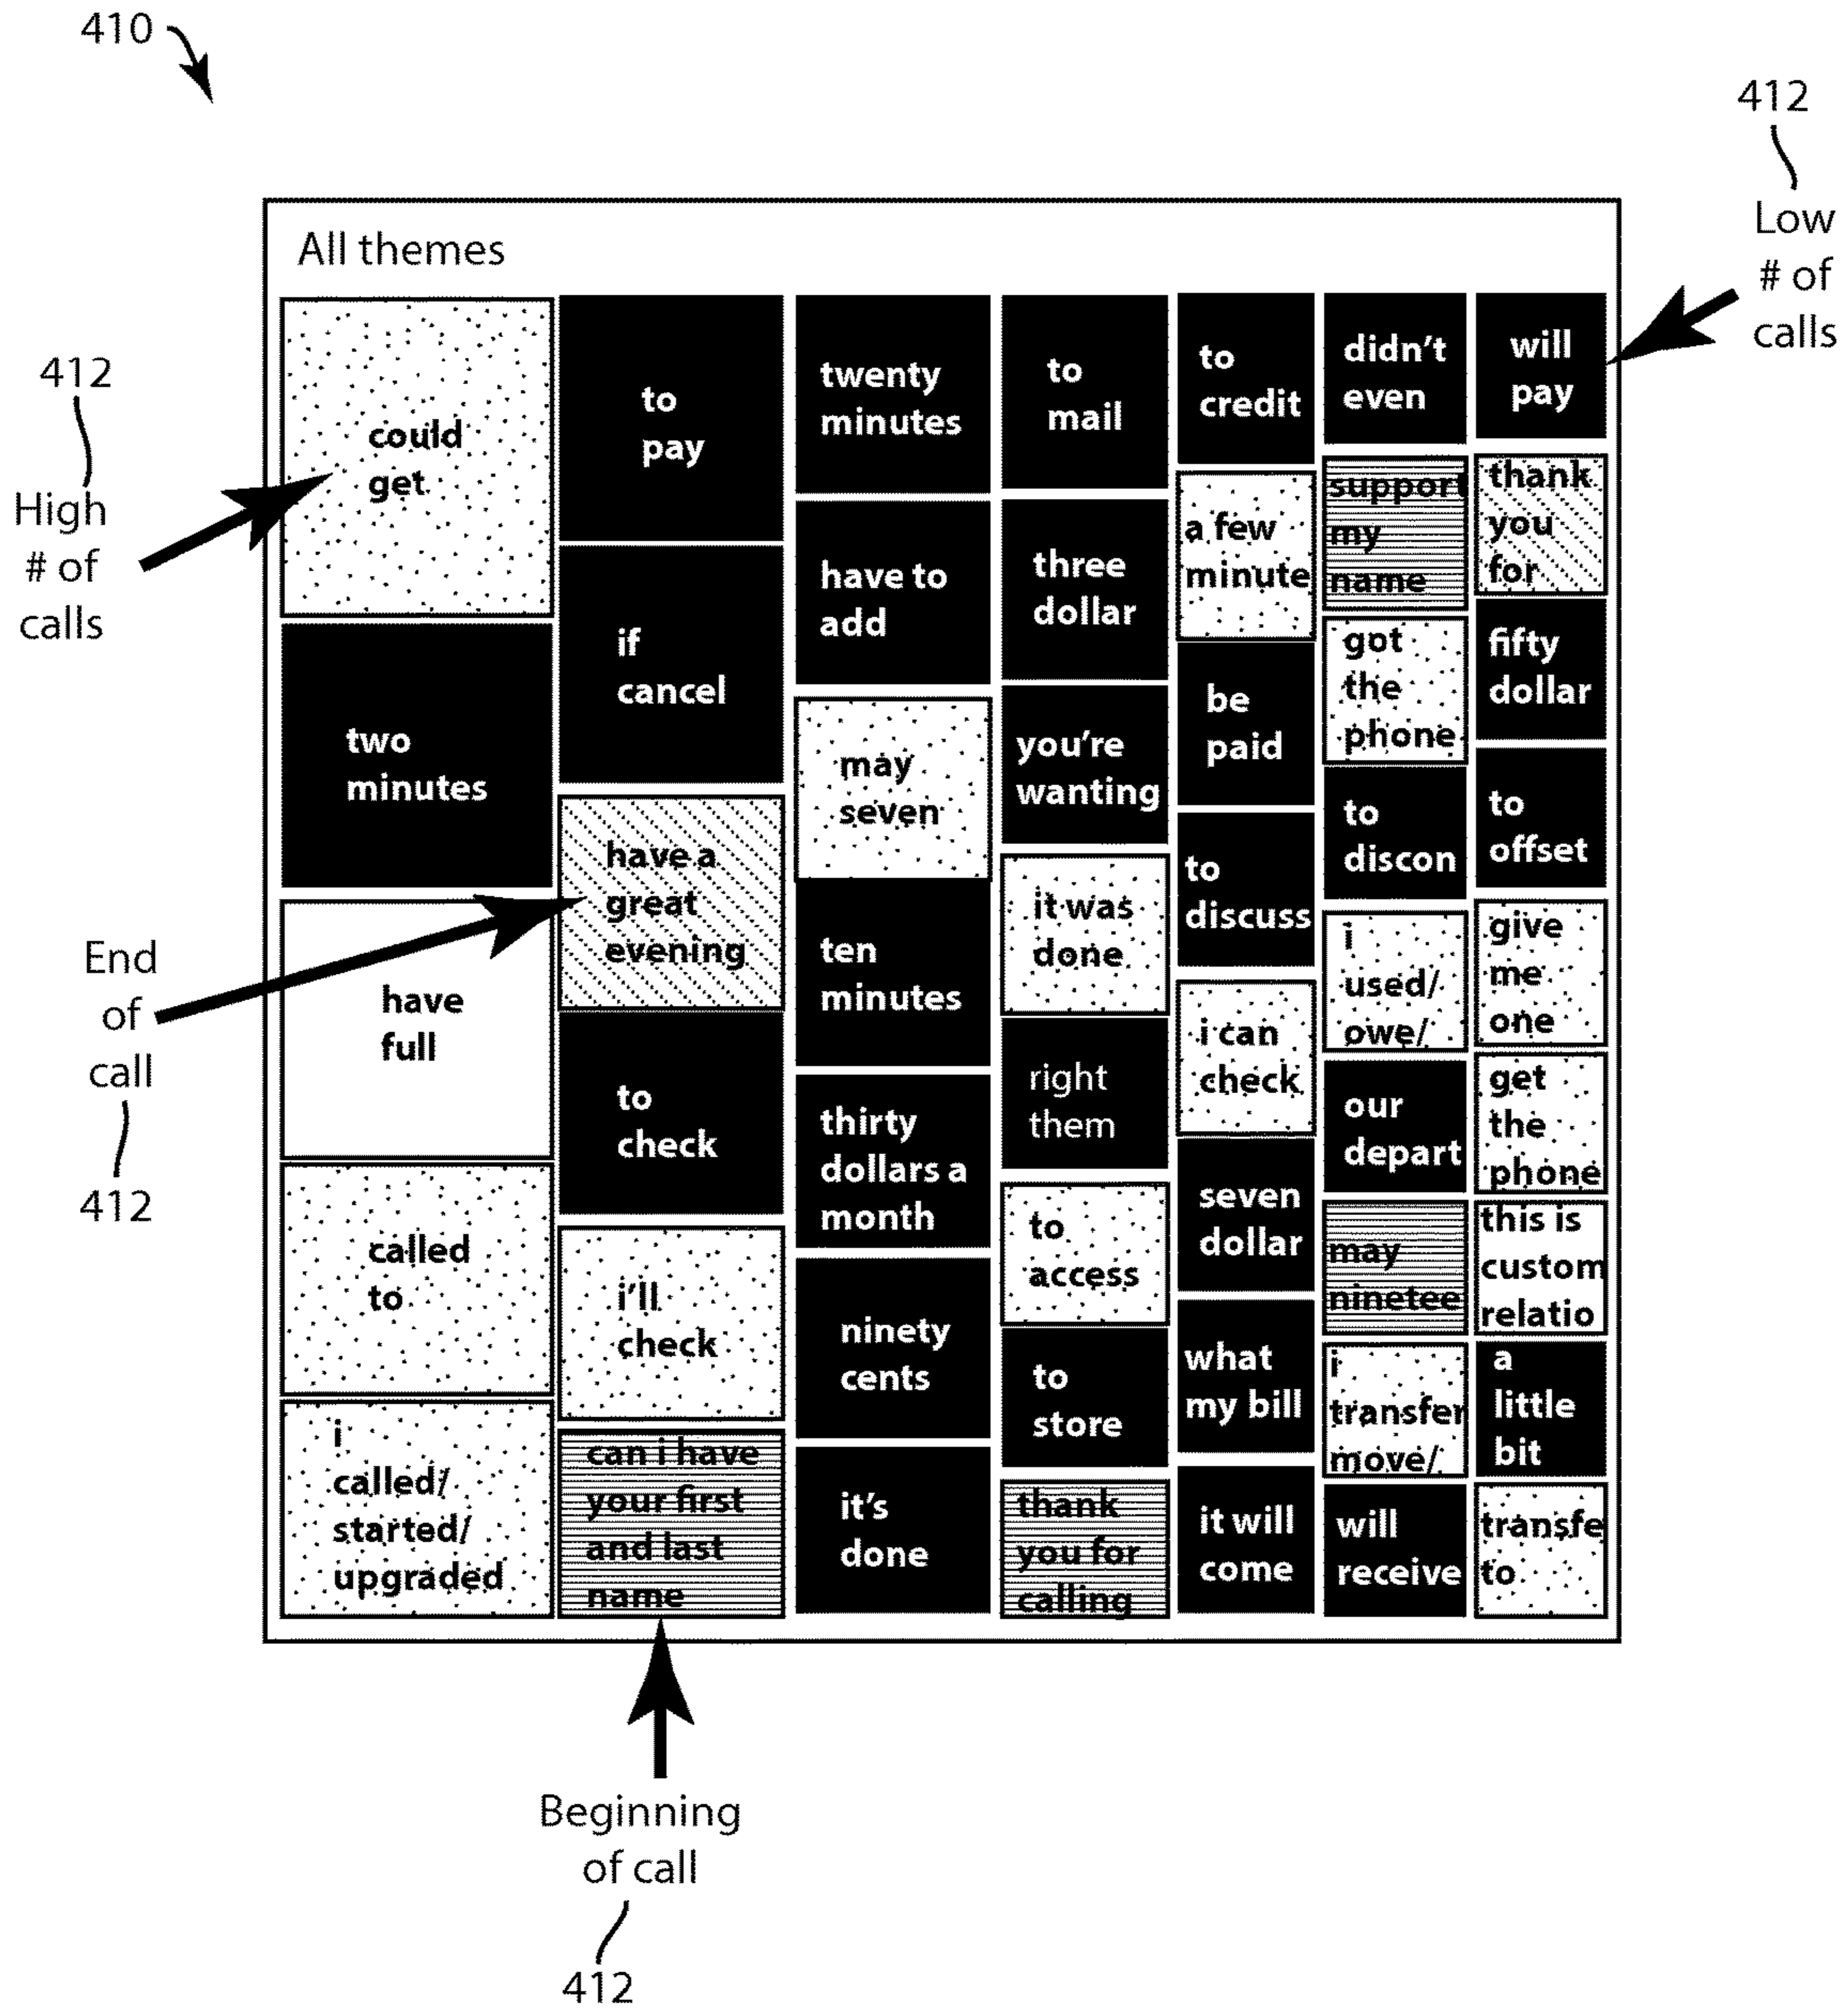 410
412
Low
# of
calls
All themes
412
High
# of
calls
could
get
two
minutes
have
full
called
to
i
called/
started/
upgraded
End
of
call
412
to
pay
if
cancel
have a
great
evening
to
check
i'll
check
can i have
your first
and last
name
twenty
minutes
have to
add
may
seven
ten
minutes
thirty
dollars a
month
ninety
cents
it's
done
to
mail
three
dollar
you're
wanting
it was
done
right
them
to
access
to
store
thank
you for
calling
to
credit
a few
minute
be
paid
to
discuss
i can
check
seven
dollar
what
my bill
it will
come
didn't
even
support
my
name
got
the
phone
to
discon
i
used/
owe/
our
depart
may
ninetee
i
transfer
move/
will
receive
will
pay
thank
you
for
fifty
dollar
to
offset
give
me
one
get
the
phone
this is
custom
relatio
a
little
bit
transfe
to
Beginning
of call
412